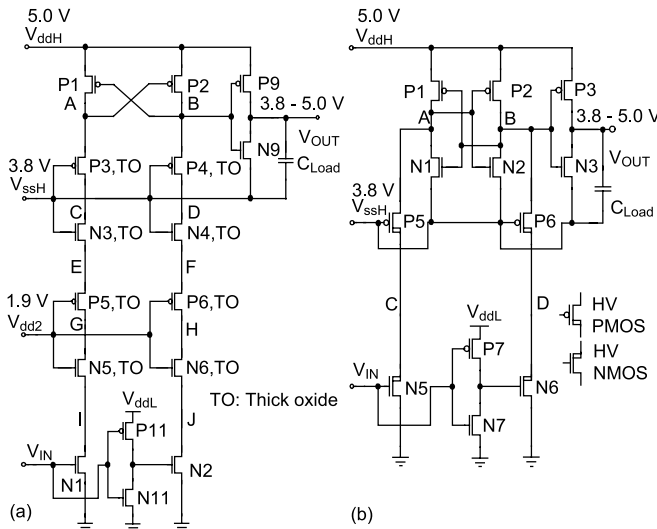 5.0 V
VddH
P1
P2
P9
A
B
3.8 - 5.0 V
VOUT
N9
CLoad
3.8 V
P3,TO
P4,TO
VssH
C
D
N3,TO
N4,TO
E
F
1.9 V
P5,TO
P6,TO
Vdd2
G
H
N5,TO
N6,TO
TO: Thick oxide
I
J
VddL
P11
VIN
N1
N2
N11
(a)
5.0 V
VddH
P1
P2
P3
3.8 - 5.0 V
A
B
VOUT
N1
N2
N3
CLoad
3.8 V
VssH
P5
P6
C
D
VddL
HV
PMOS
P7
HV
NMOS
VIN
N5
N6
N7
(b)